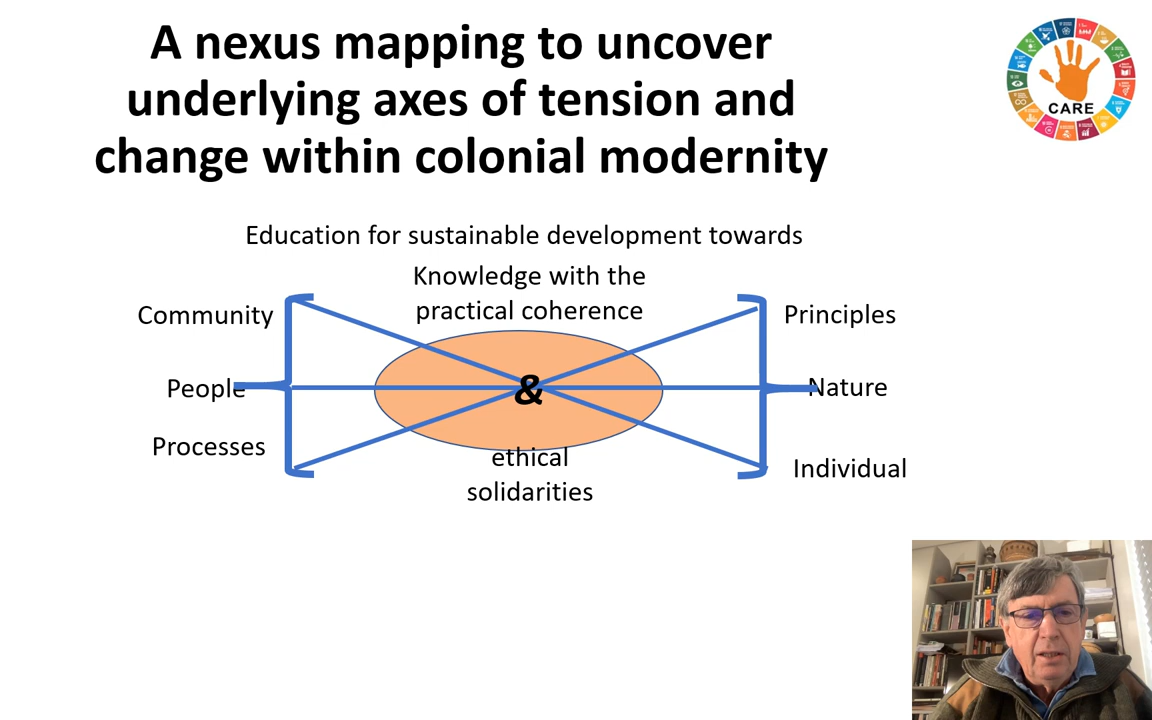 A nexus mapping to uncover
underlying axes of tension and
change within colonial modernity
CARE
Education for sustainable development towards
Knowledge with the
practical coherence
Community
Principles
&
People
Nature
Processes
ethical
Individual
solidarities